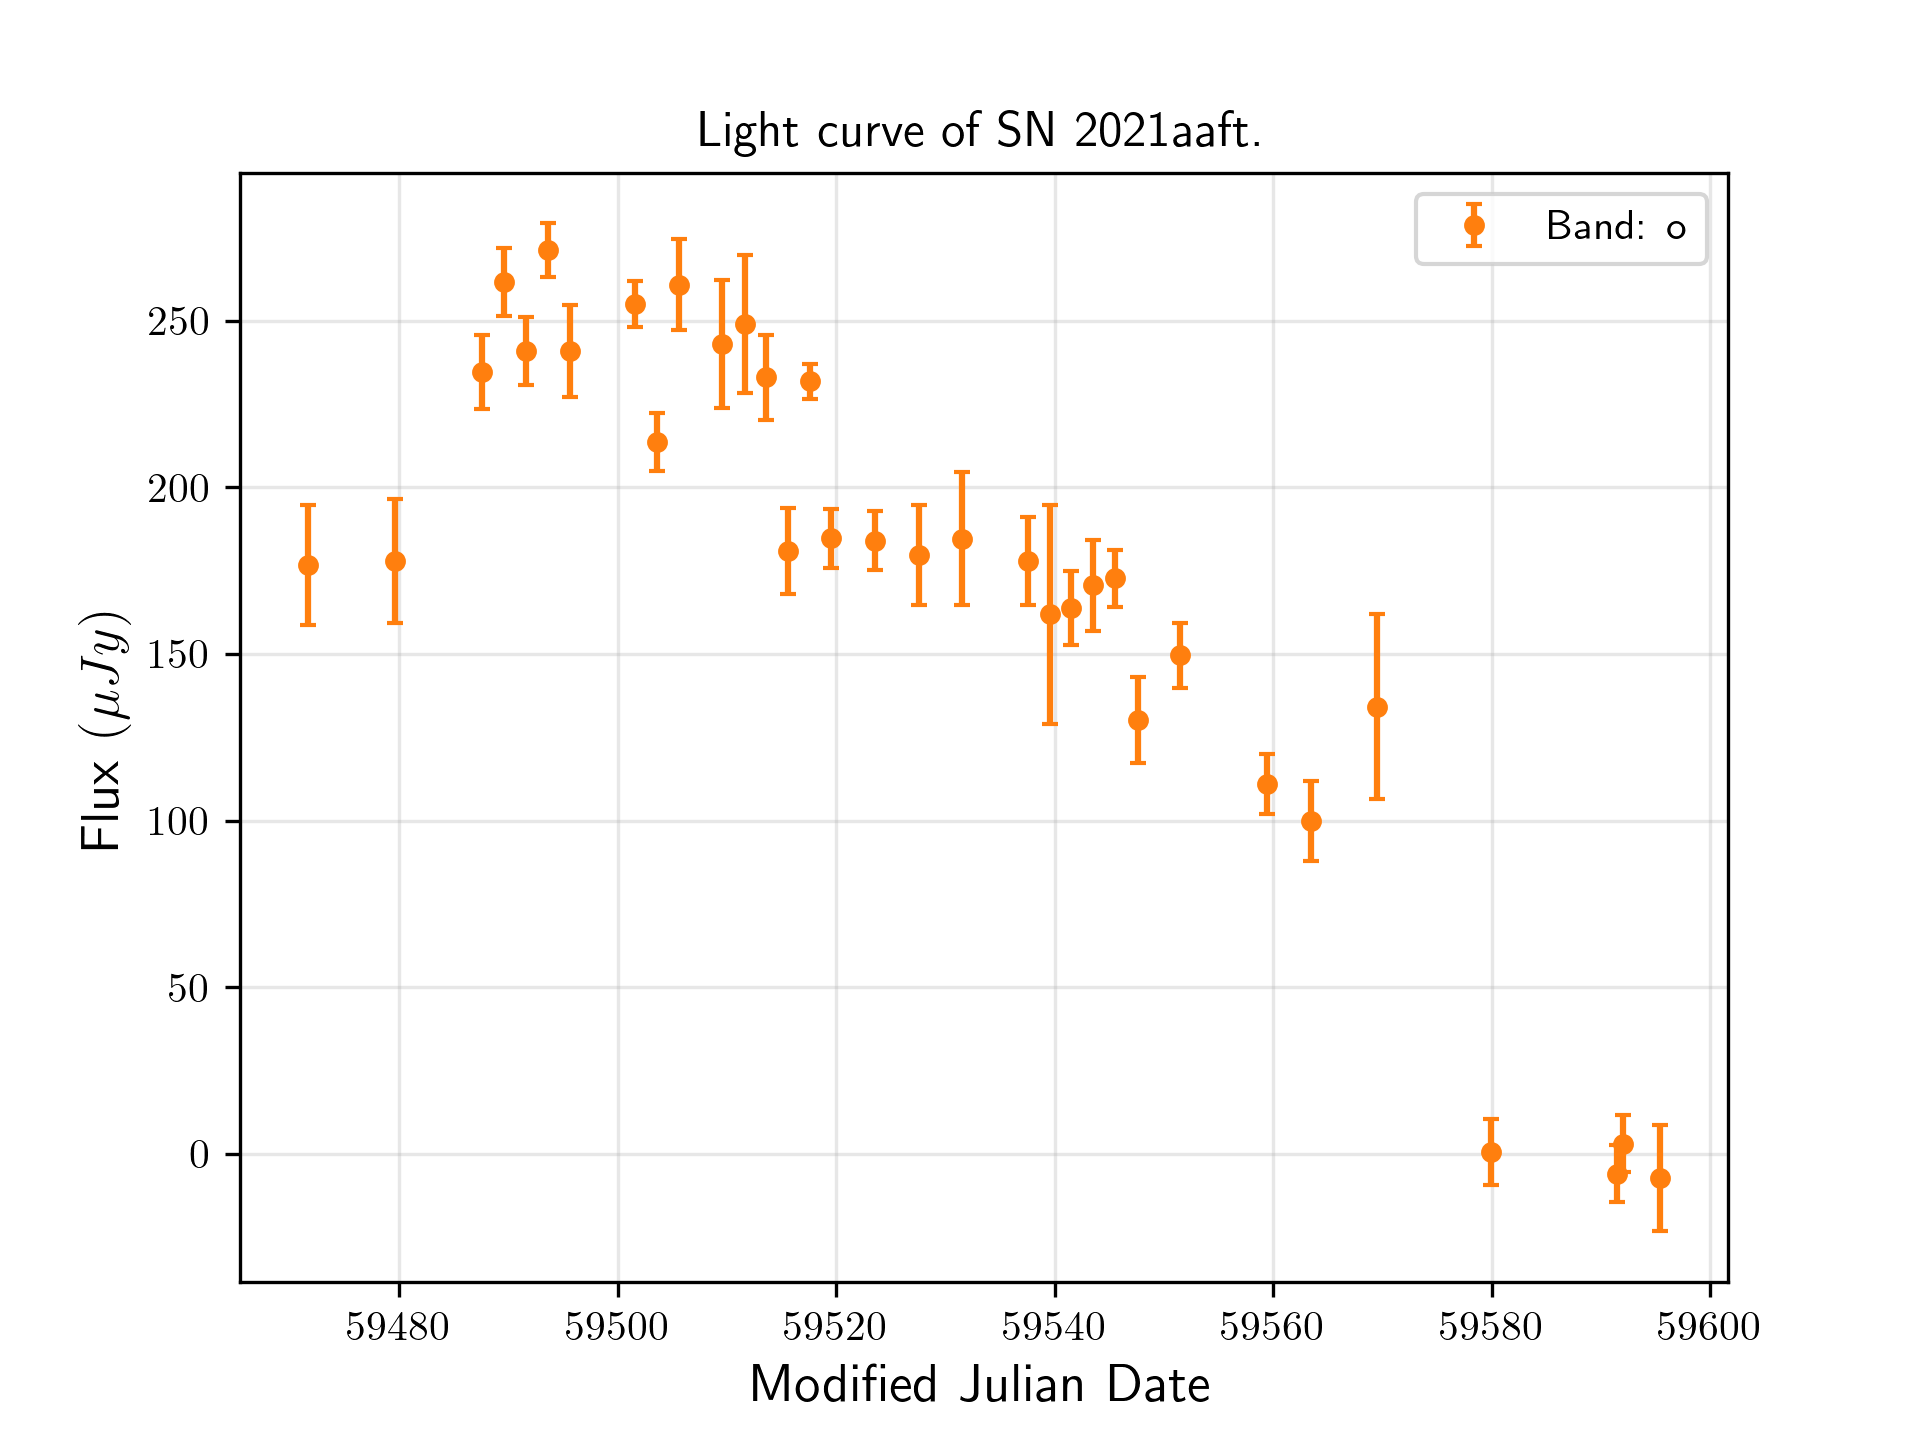 Light curve of SN 2021aaft.
Band: o
250
200
150
100
50
0
Flux (μJy)
59480 59500 59520 59540 59560 59580 59600
Modified Julian Date